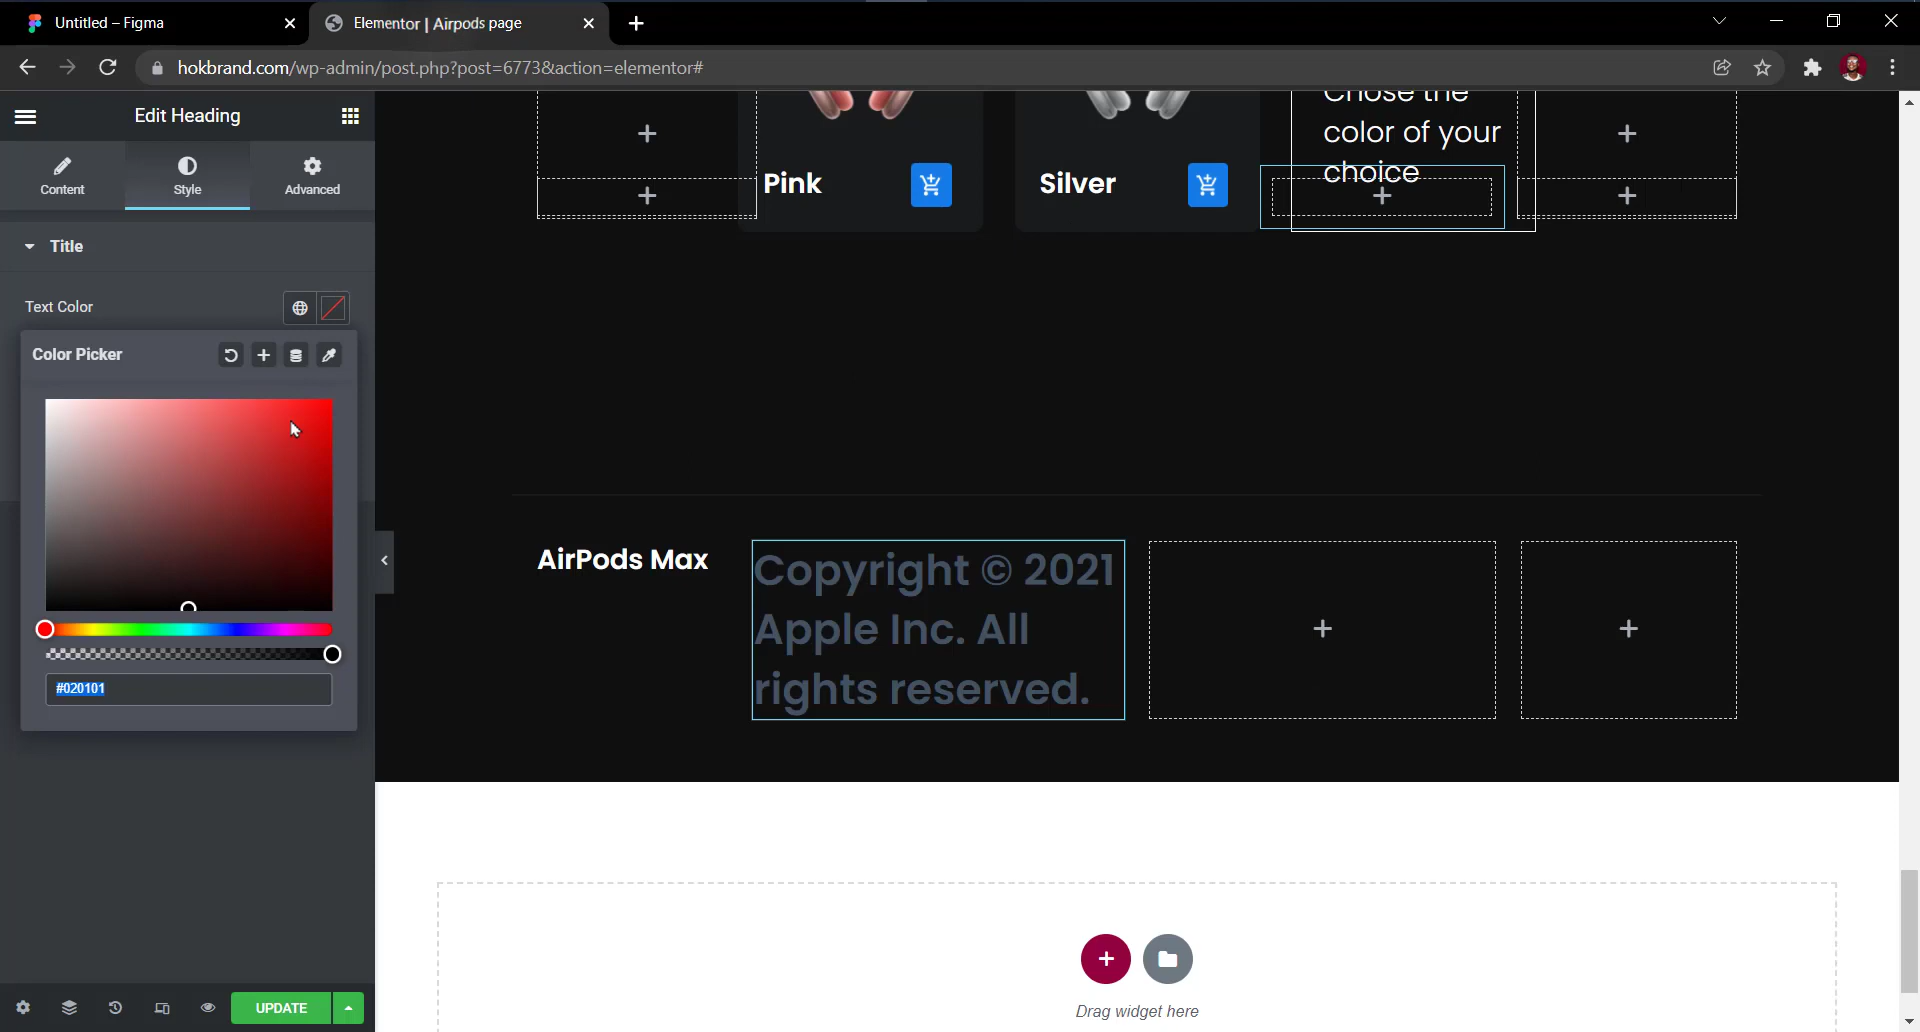 Untitled – Figma
Elementor | Airpods page
hokbrand.com/wp-admin/post.php?post=6773&action=elementor#
Edit Heading
Content
Style
Advanced
Title
Text Color
Color Picker
#020101
UPDATE
Pink
Silver
Chose the
color of your
choice
AirPods Max
Copyright © 2021
Apple Inc. All
rights reserved.
Drag widget here